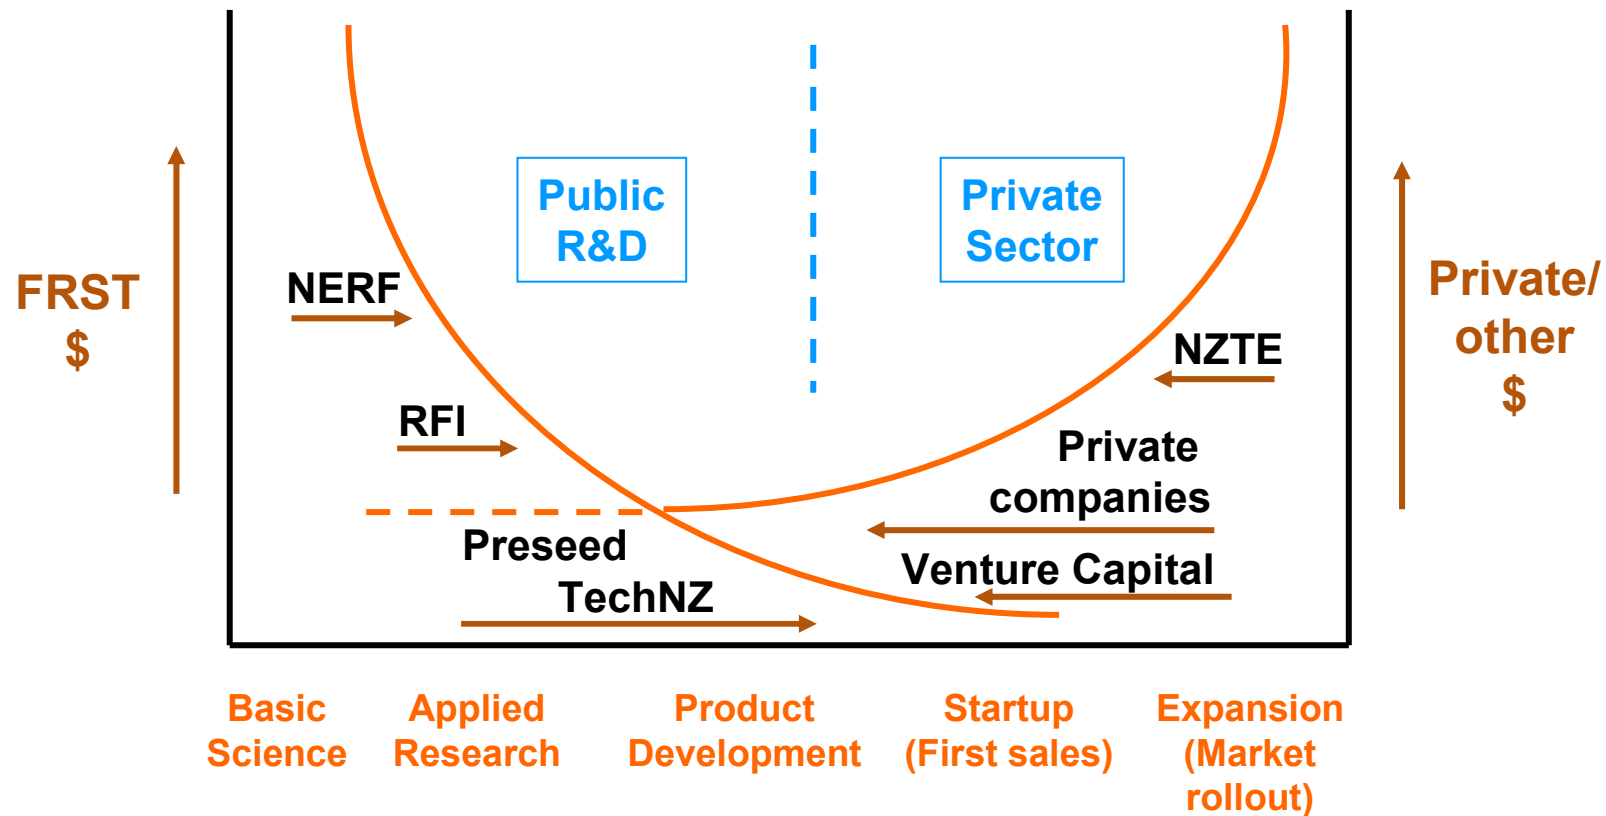 Public
R&D
Private
Sector
FRST
$
NERF
RFI
Preseed
TechNZ
NZTE
Private
companies
Venture Capital
Private/
other
$
Basic
Science
Applied
Research
Product
Development
Startup
(First sales)
Expansion
(Market
rollout)